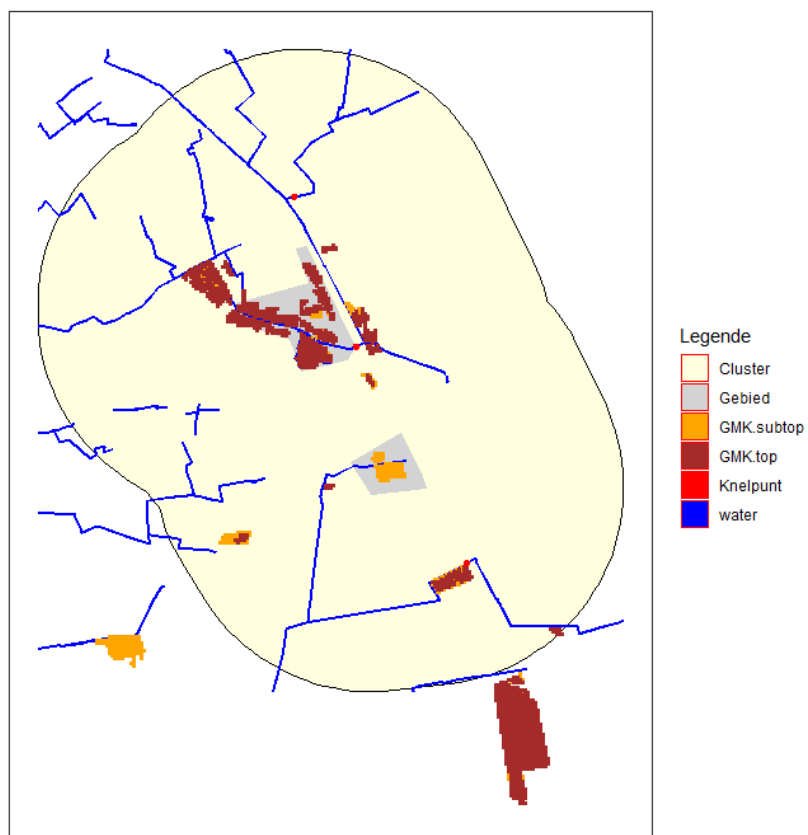 Legende
Cluster
Gebied
GMK.subtop
GMK.top
Knelpunt
water